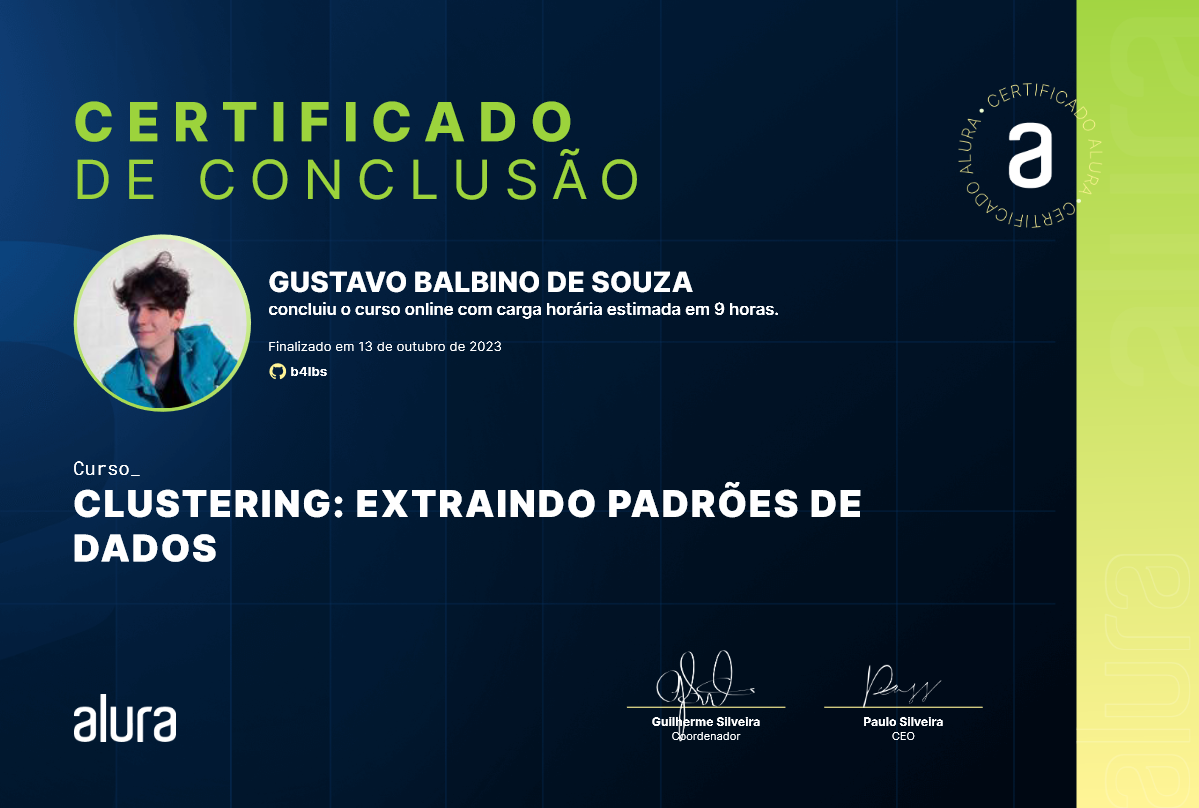 CERTIFICADO
DE CONCLUSÃO
CERTIFICADO ALURA • CERTIFICADO ALURA •
a
GUSTAVO BALBINO DE SOUZA
concluiu o curso online com carga horária estimada em 9 horas.
Finalizado em 13 de outubro de 2023
b4lbs
Curso_
CLUSTERING: EXTRAINDO PADRÕES DE
DADOS
alura
Guilherme Silveira
Coordenador
Paulo Silveira
CEO
alura
alura